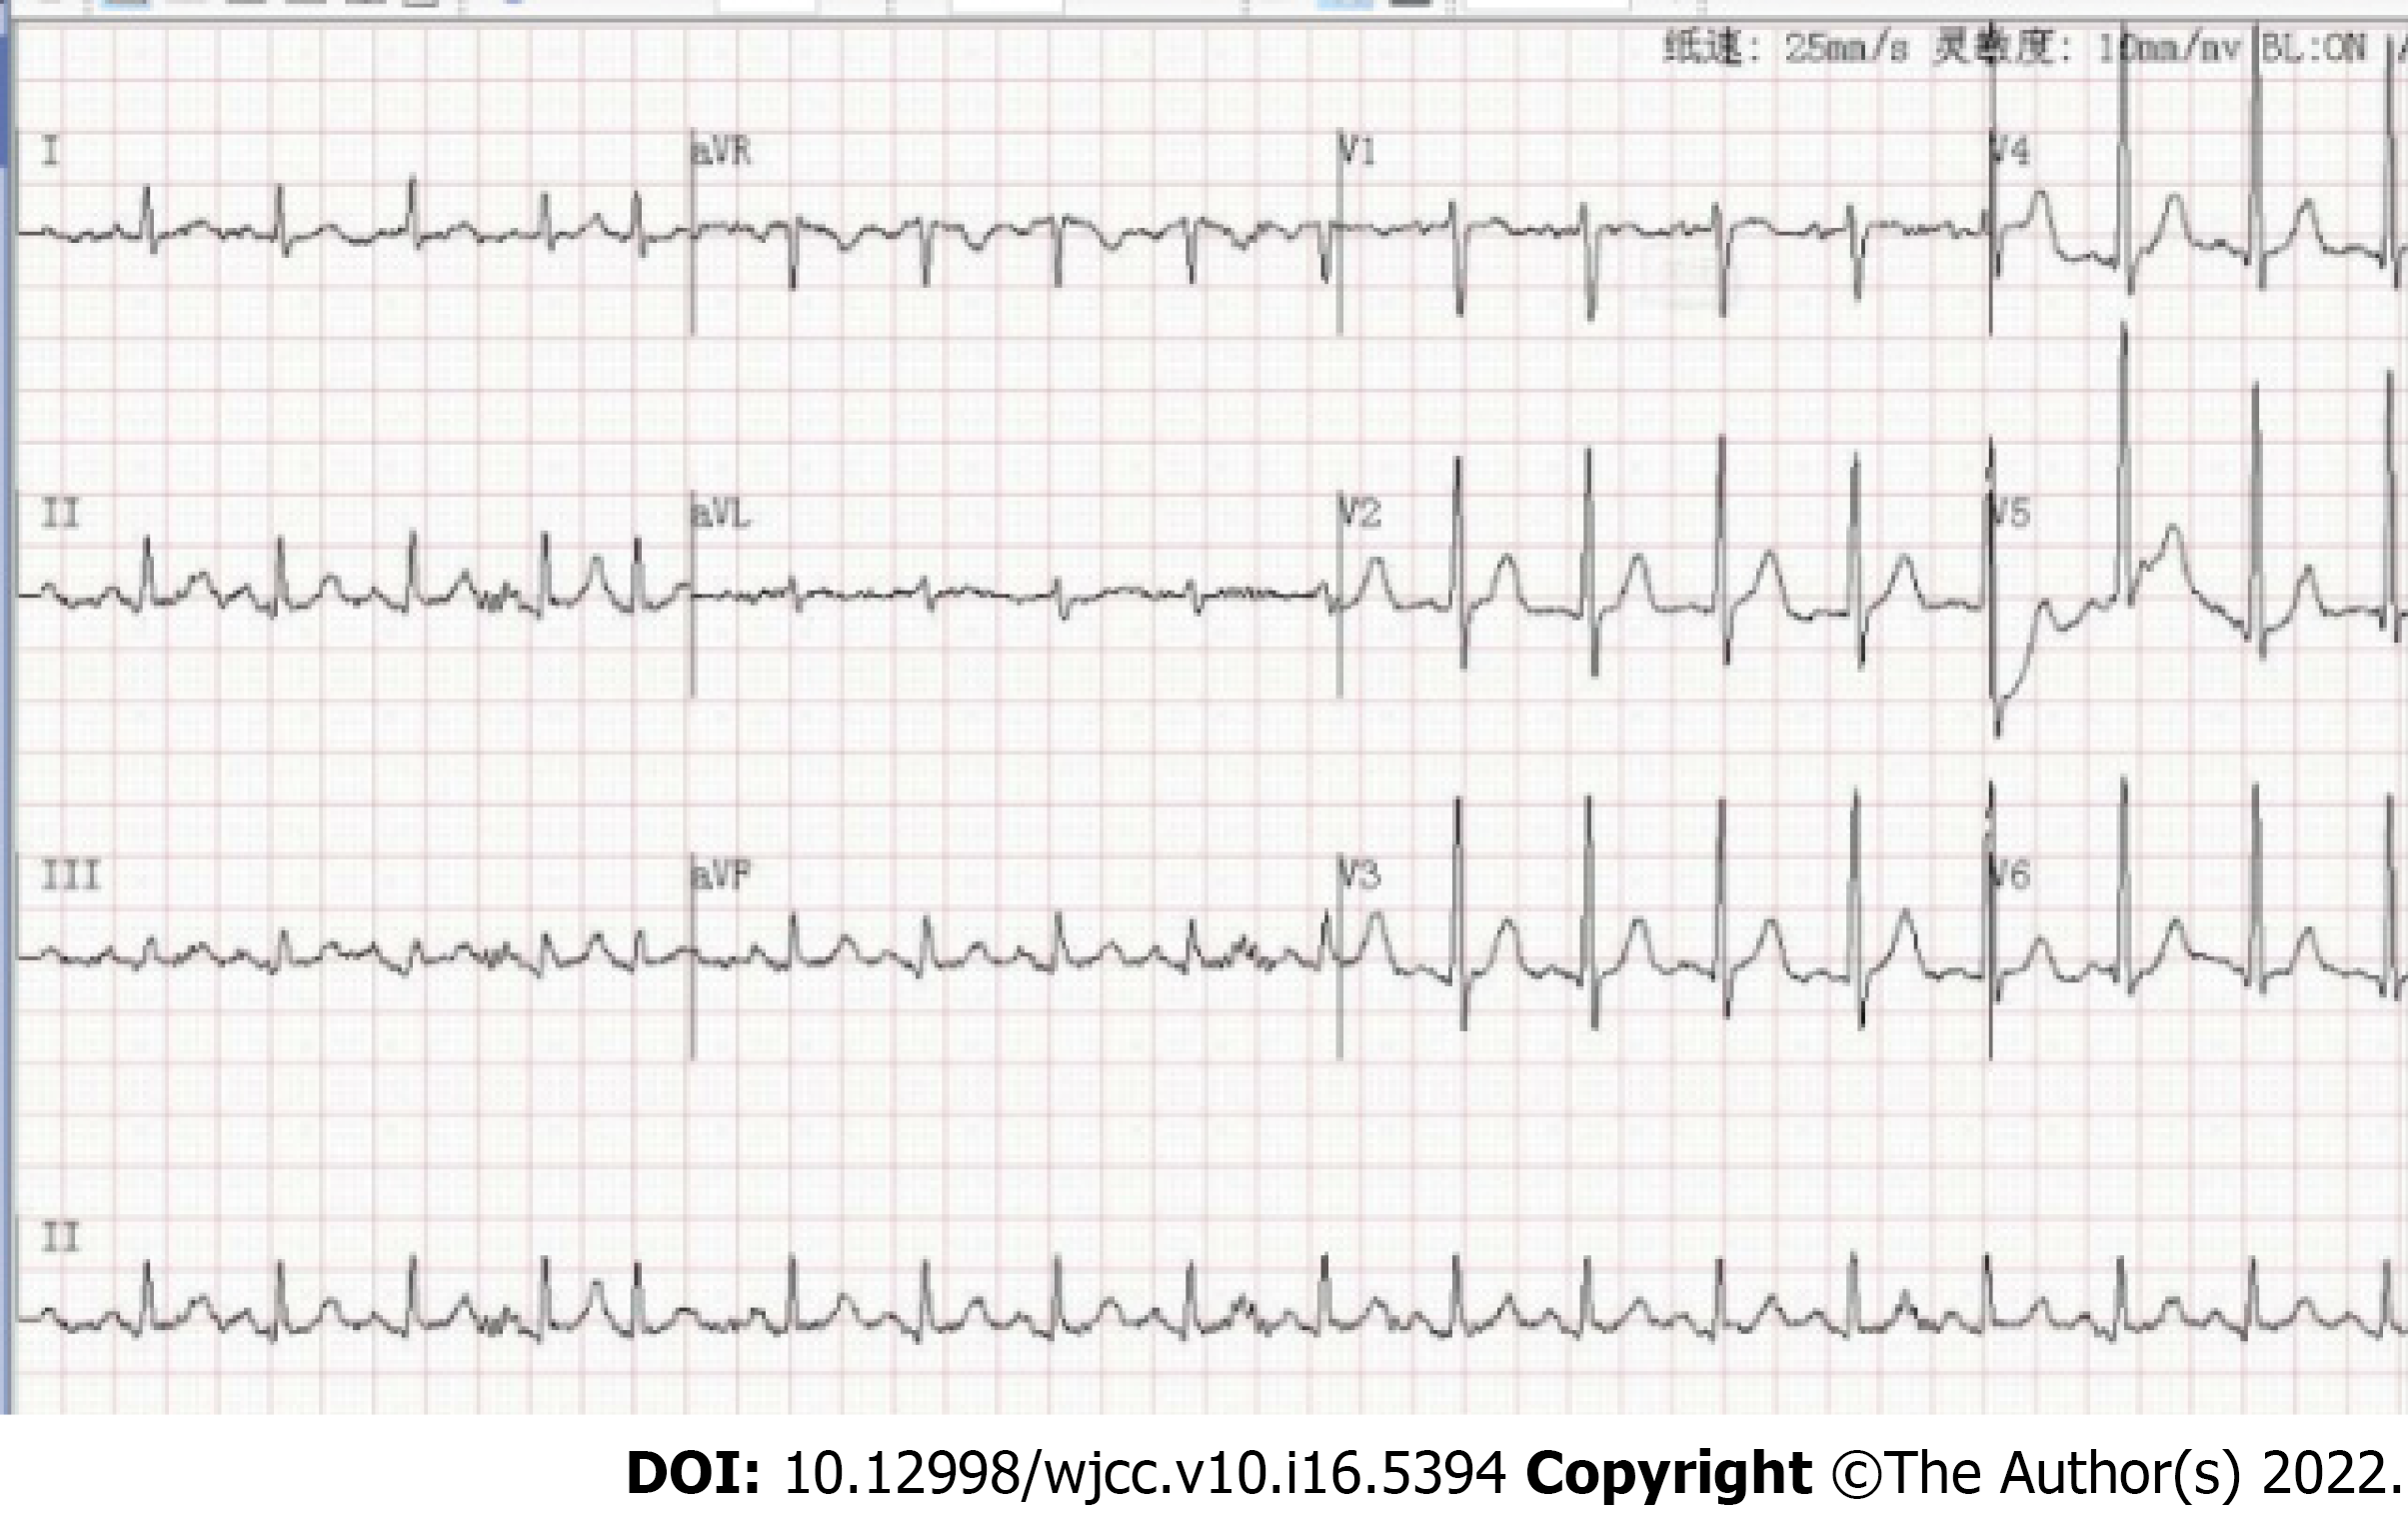 纸速: 25mm/s 灵敏度: 10mm/mv BL:ON
I aVR V1 V4
II aVL V2 V5
III aVF V3 V6
II
DOI: 10.12998/wjcc.v10.i16.5394 Copyright ©The Author(s) 2022.